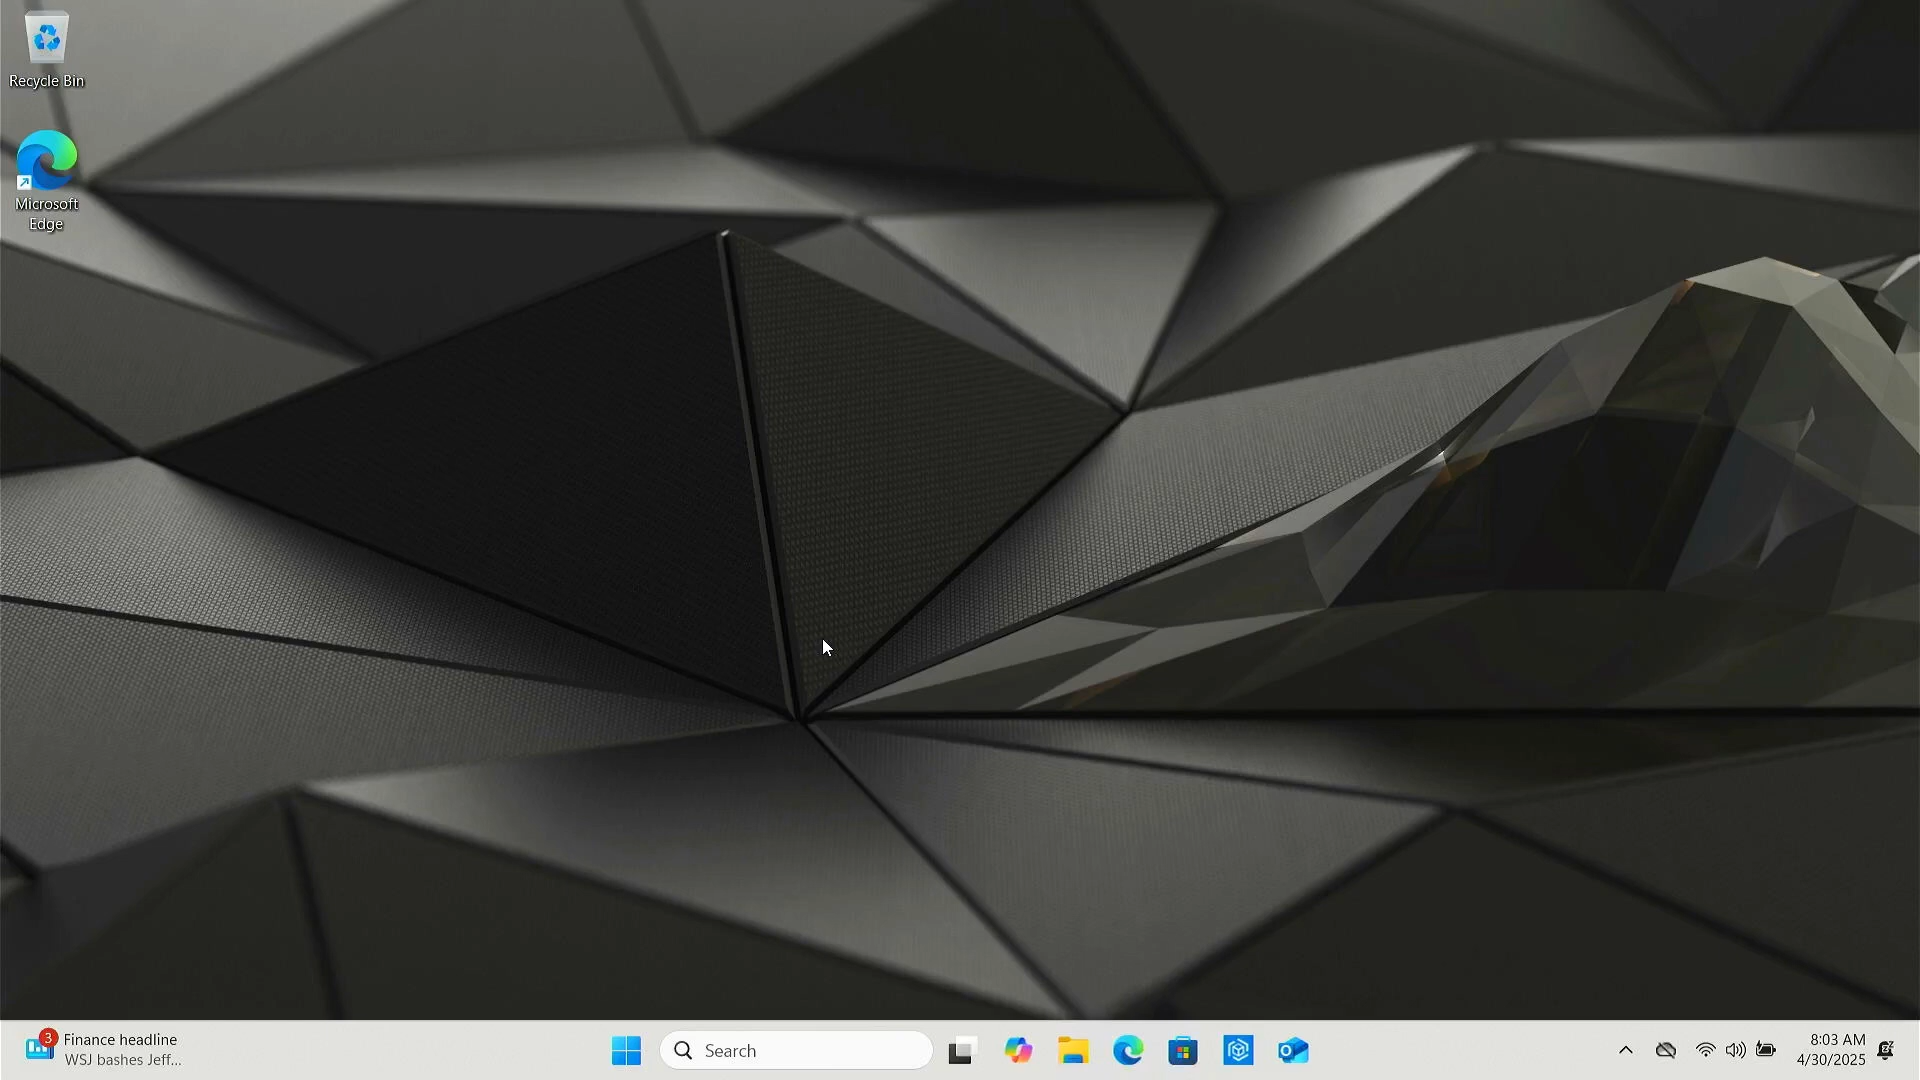 Recycle Bin
Microsoft
Edge
3
Finance headline
WSJ bashes Jeff...
Search
8:03 AM
4/30/2025